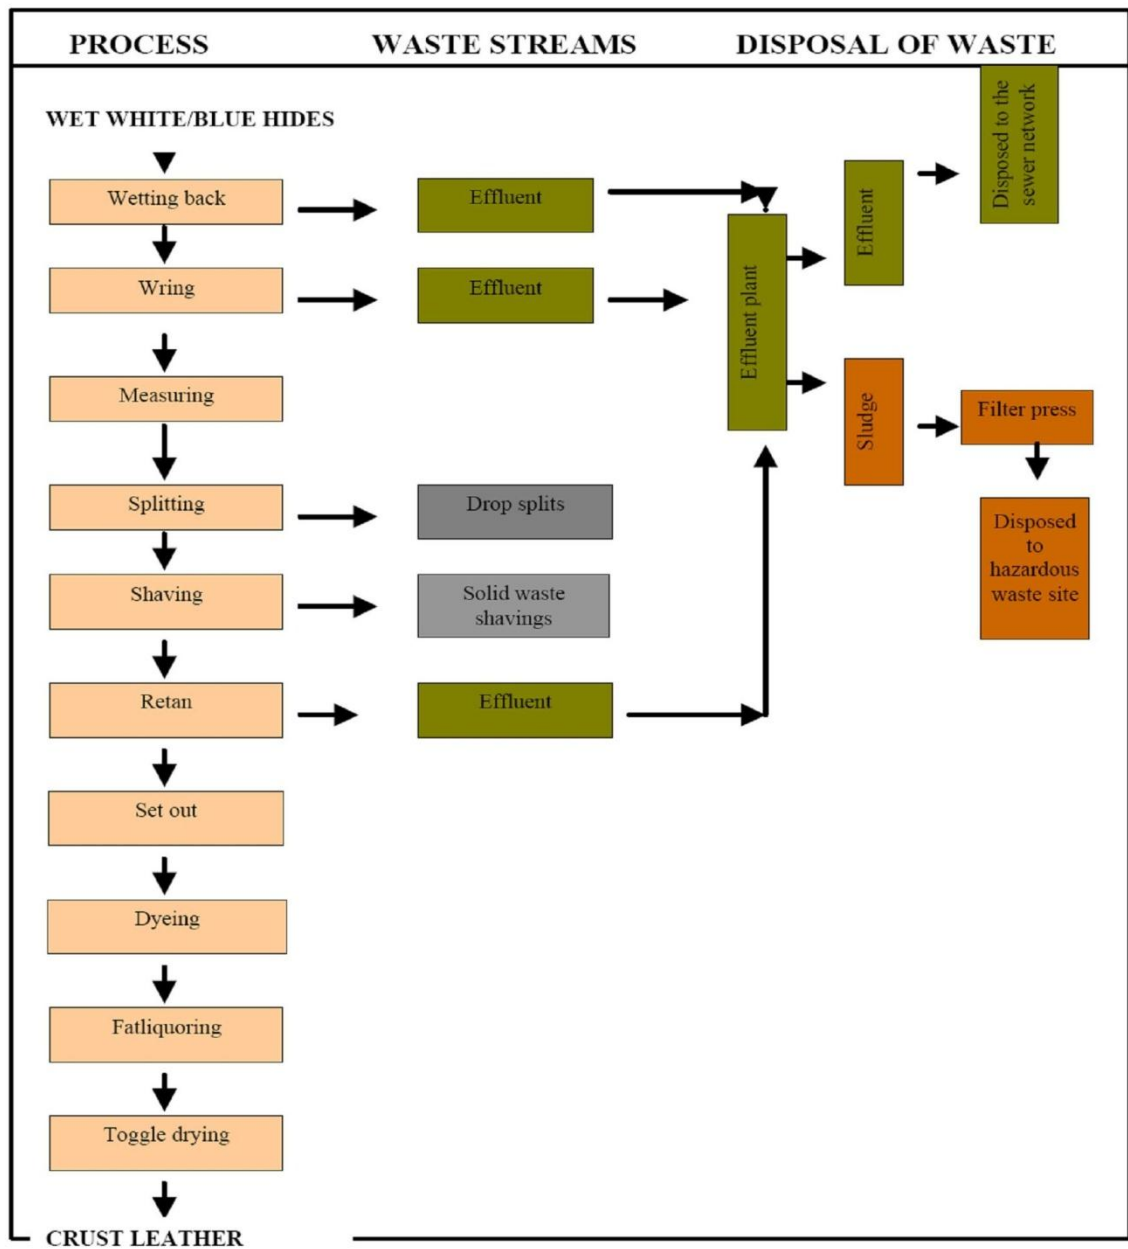 PROCESS
WASTE STREAMS
DISPOSAL OF WASTE
WET WHITE/BLUE HIDES
Wetting back
Effluent
Wring
Effluent
Measuring
Splitting
Drop splits
Shaving
Solid waste
shavings
Retan
Effluent
Set out
Dyeing
Fatliquoring
Toggle drying
CRUST LEATHER
Effluent plant
Effluent
Disposed to the
sewer network
Sludge
Filter press
Disposed
to
hazardous
waste site